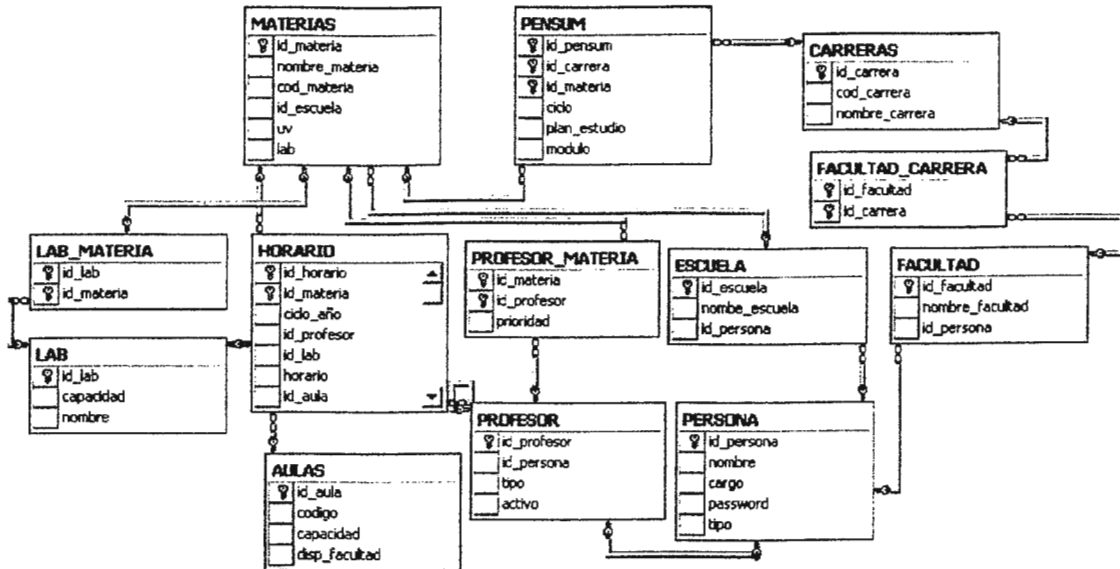 MATERIAS
id_materia
nombre_materia
cod_materia
id_escuela
uv
lab
PENSUM
id_pensum
id_carrera
id_materia
ciclo
plan_estudio
modulo
CARRERAS
id_carrera
cod_carrera
nombre_carrera
FACULTAD_CARRERA
id_facultad
id_carrera
LAB_MATERIA
id_lab
id_materia
HORARIO
id_horario
id_materia
ciclo_año
id_profesor
id_lab
horario
id_aula
PROFESOR_MATERIA
id_materia
id_profesor
prioridad
ESCUELA
id_escuela
nombe_escuela
id_persona
FACULTAD
id_facultad
nombre_facultad
id_persona
LAB
id_lab
capacidad
nombre
PROFESOR
id_profesor
id_persona
tipo
activo
PERSONA
id_persona
nombre
cargo
password
tipo
AULAS
id_aula
codigo
capacidad
disp_facultad